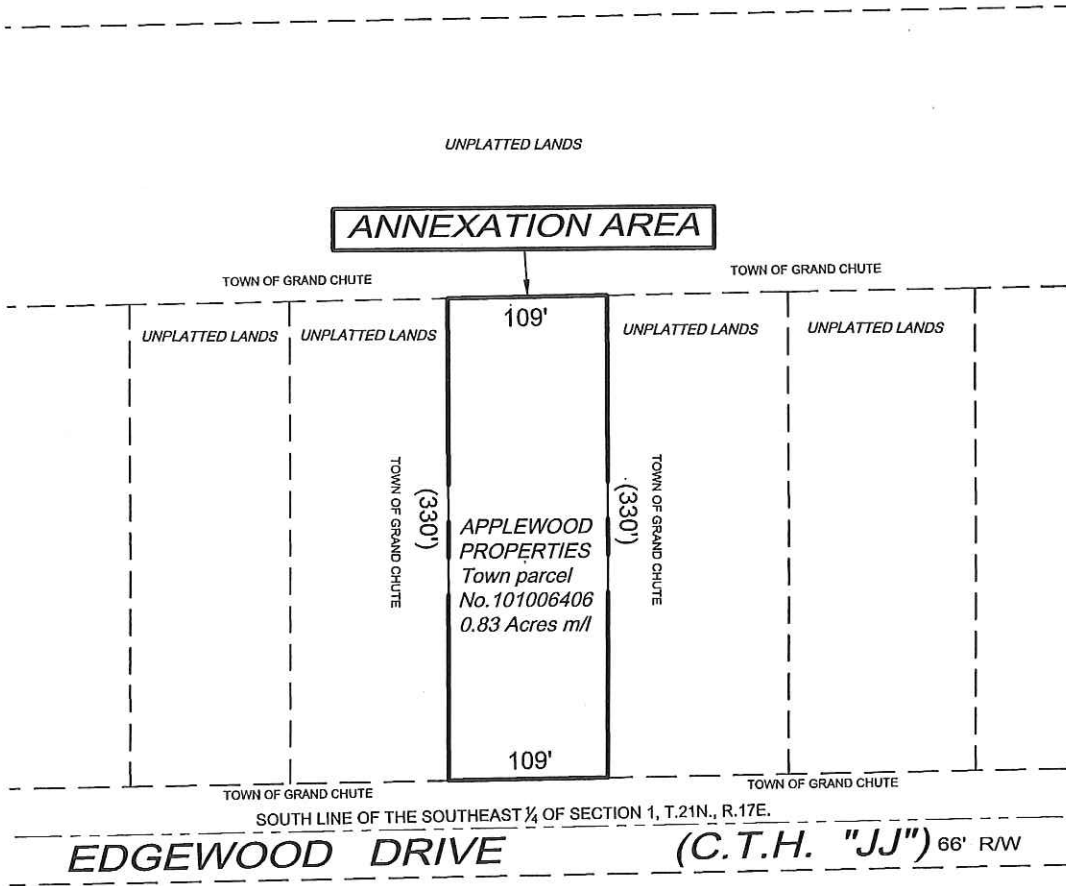 UNPLATTED LANDS
ANNEXATION AREA
TOWN OF GRAND CHUTE
TOWN OF GRAND CHUTE
109'
UNPLATTED LANDS
UNPLATTED LANDS
UNPLATTED LANDS
UNPLATTED LANDS
TOWN OF GRAND CHUTE
(330')
(330')
TOWN OF GRAND CHUTE
APPLEWOOD
PROPERTIES
Town parcel
No.101006406
0.83 Acres m/l
109'
TOWN OF GRAND CHUTE
TOWN OF GRAND CHUTE
SOUTH LINE OF THE SOUTHEAST ¼ OF SECTION 1, T.21N., R.17E.
EDGEWOOD DRIVE (C.T.H. "JJ") 66' R/W